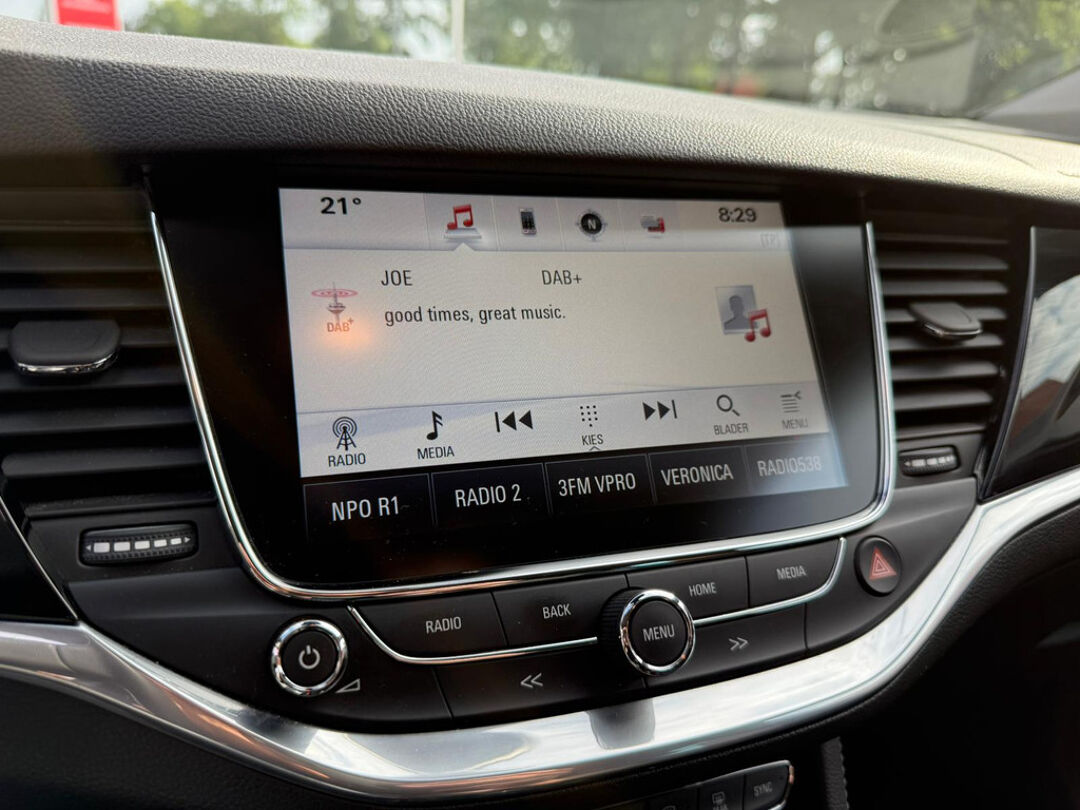 21° 8:29
N
[TP]
JOE DAB+
DAB+
good times, great music.
RADIO MEDIA KIES BLADER MENU
NPO R1 RADIO 2 3FM VPRO VERONICA RADIO538
RADIO BACK HOME MEDIA
MENU
SYNC